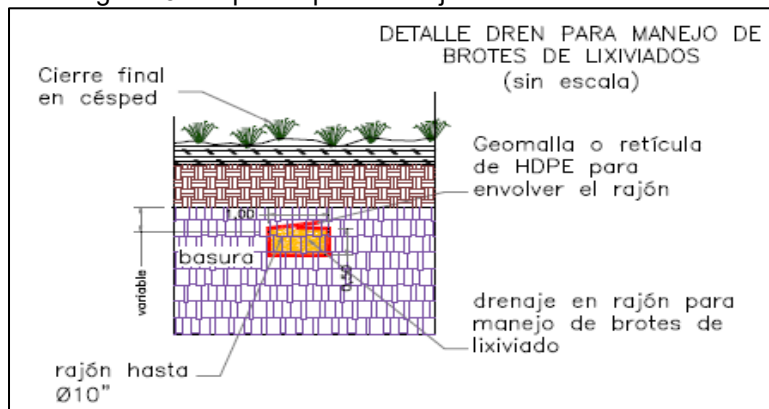 DETALLE DREN PARA MANEJO DE
BROTES DE LIXIVIADOS
(sin escala)
Cierre final
en césped
Geomalla o retícula
de HDPE para
envolver el rajón
1,00
basura
0,50
variable
drenaje en rajón para
manejo de brotes de
lixiviado
rajón hasta
Ø10"